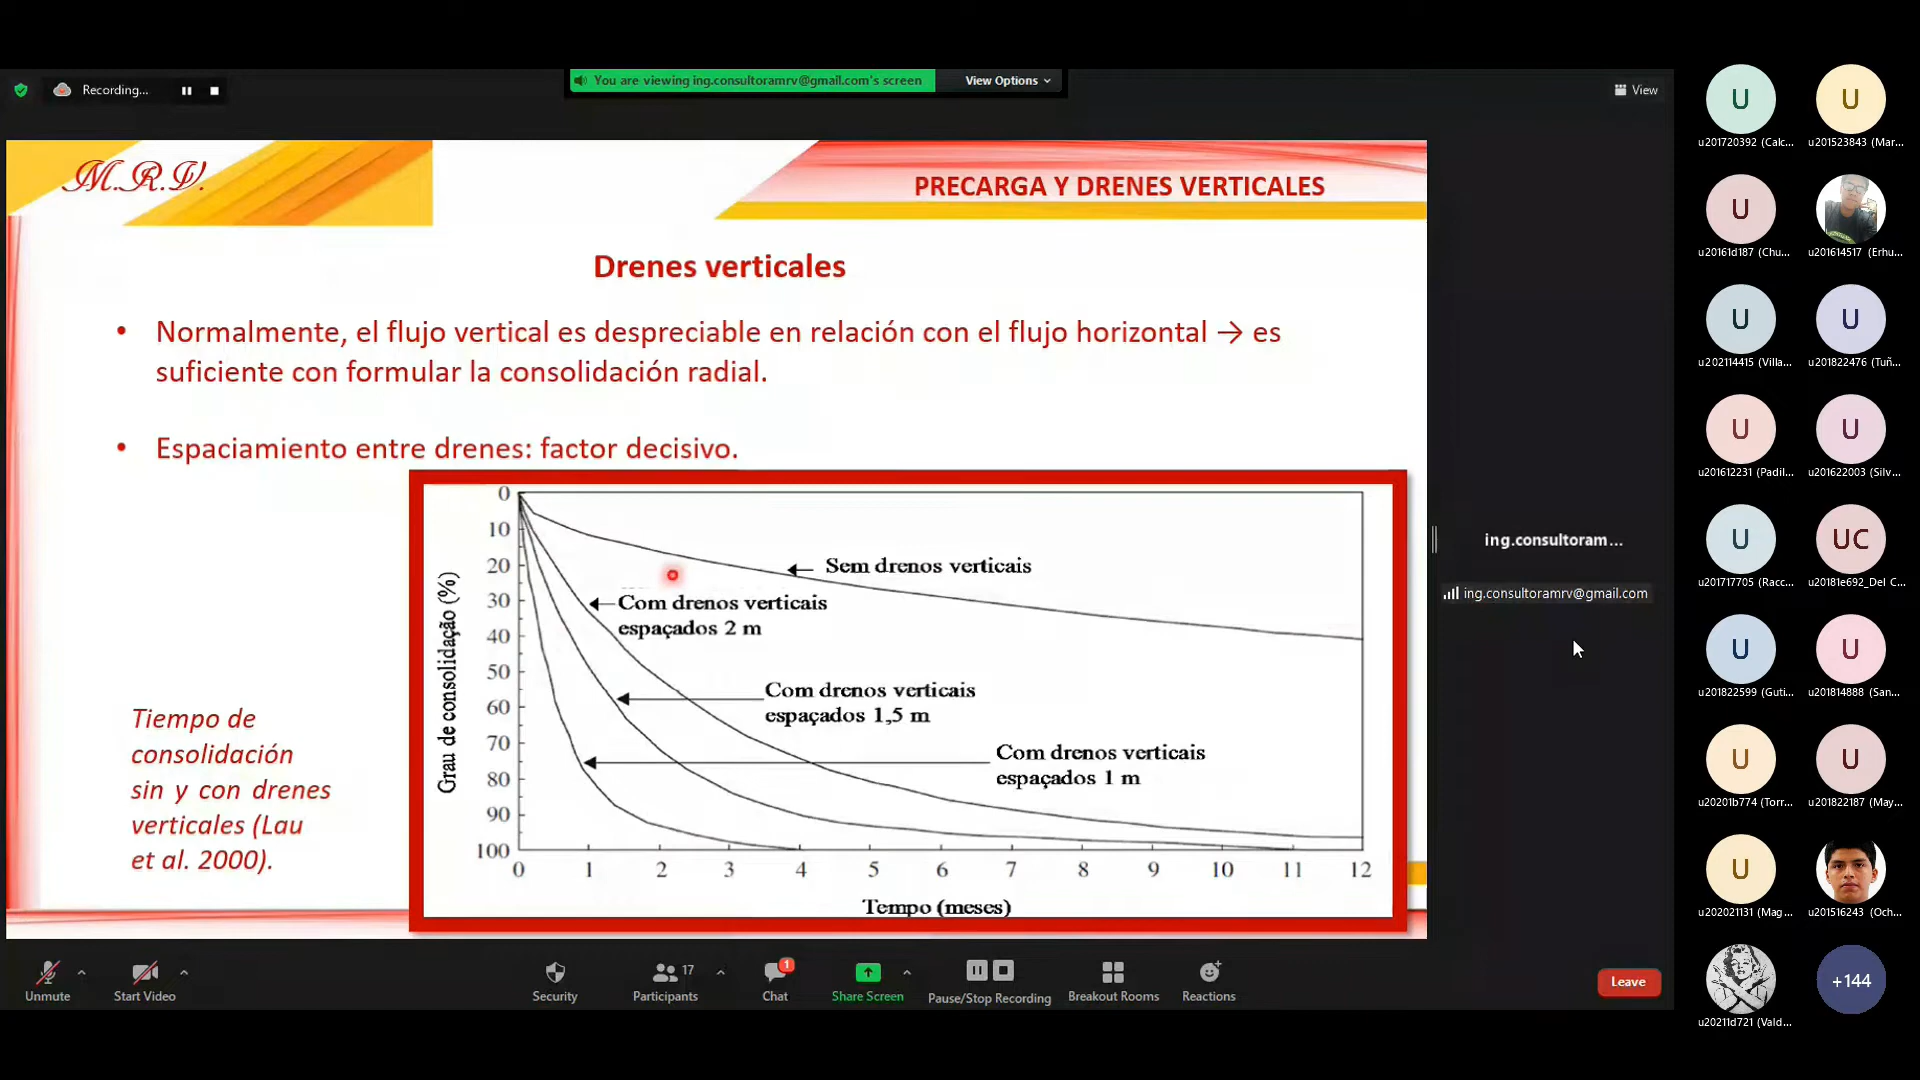 Recording...
You are viewing ing.consultoramrv@gmail.com's screen
View Options
View
M.R.V.
PRECARGA Y DRENES VERTICALES
Drenes verticales
• Normalmente, el flujo vertical es despreciable en relación con el flujo horizontal → es
suficiente con formular la consolidación radial.
• Espaciamiento entre drenes: factor decisivo.
Tiempo de
consolidación
sin y con drenes
verticales (Lau
et al. 2000).
Grau de consolidação (%)
0
10
20
30
40
50
60
70
80
90
100
Sem drenos verticais
Com drenos verticais
espaçados 2 m
Com drenos verticais
espaçados 1,5 m
Com drenos verticais
espaçados 1 m
0 1 2 3 4 5 6 7 8 9 10 11 12
Tempo (meses)
ing.consultoram...
ing.consultoramrv@gmail.com
Unmute
Start Video
Security
17
Participants
1
Chat
Share Screen
Pause/Stop Recording
Breakout Rooms
Reactions
Leave
U U
u201720392 (Calc... u201523843 (Mar...
U
u20161d187 (Chu... u201614517 (Erhu...
U U
u202114415 (Villa... u201822476 (Tuñ...
U U
u201612231 (Padil... u201622003 (Silv...
U UC
u201717705 (Racc... u20181e692_Del C...
U U
u201822599 (Guti... u201814888 (San...
U U
u20201b774 (Torr... u201822187 (May...
U
u202021131 (Mag... u201516243 (Och...
+144
u20211d721 (Vald...